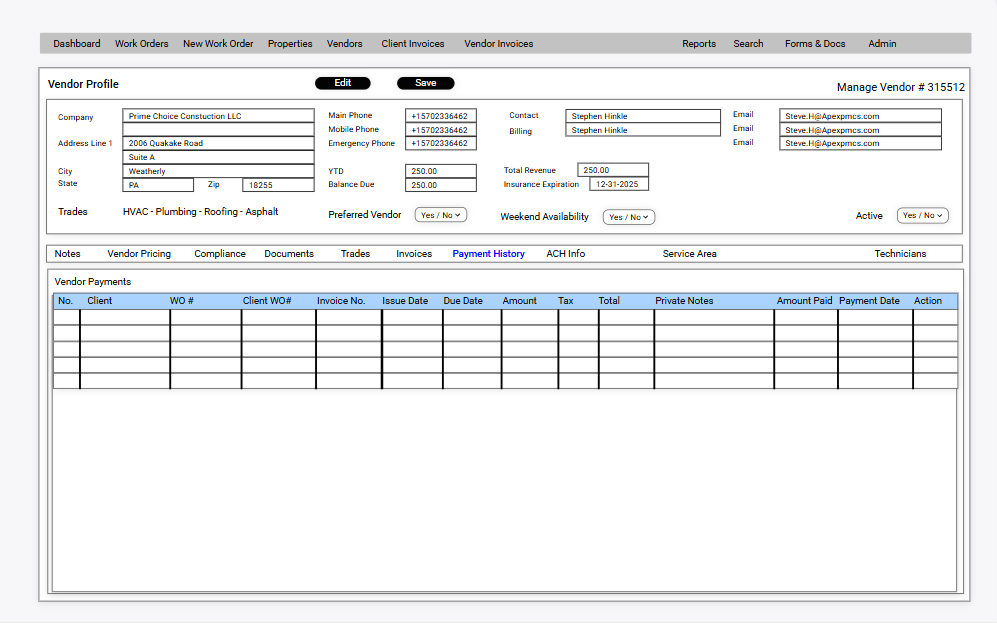 Dashboard Work Orders New Work Order Properties Vendors Client Invoices Vendor Invoices Reports Search Forms & Docs Admin
Vendor Profile Edit Save Manage Vendor # 315512
Company Prime Choice Constuction LLC Main Phone +15702336462 Contact Stephen Hinkle Email Steve.H@Apexpmcs.com
Mobile Phone +15702336462 Billing Stephen Hinkle Email Steve.H@Apexpmcs.com
Address Line 1 2006 Quakake Road Emergency Phone +15702336462 Email Steve.H@Apexpmcs.com
Suite A
City Weatherly YTD 250.00 Total Revenue 250.00
State PA Zip 18255 Balance Due 250.00 Insurance Expiration 12-31-2025
Trades HVAC - Plumbing - Roofing - Asphalt Preferred Vendor Yes / No Weekend Availability Yes / No Active Yes / No
Notes Vendor Pricing Compliance Documents Trades Invoices Payment History ACH Info Service Area Technicians
Vendor Payments
No. Client WO # Client WO# Invoice No. Issue Date Due Date Amount Tax Total Private Notes Amount Paid Payment Date Action